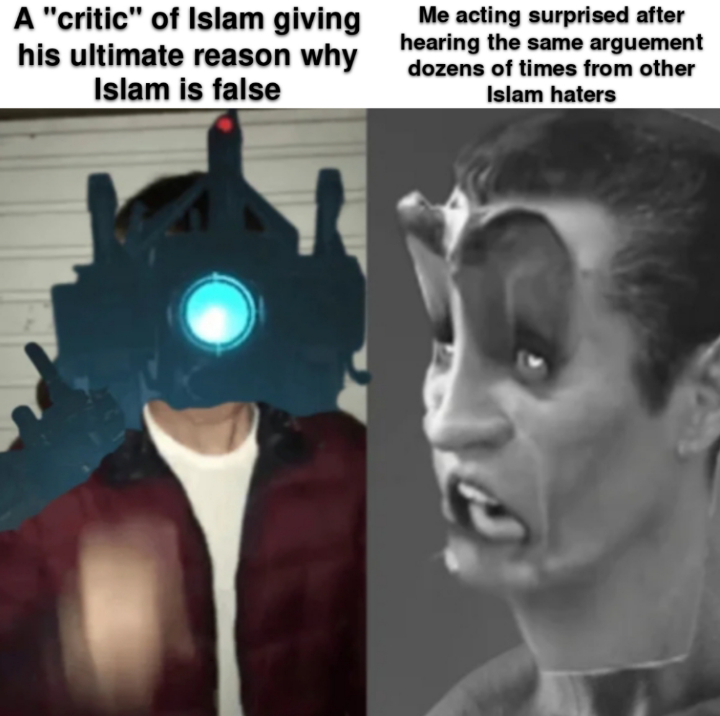 A "critic" of Islam giving
his ultimate reason why
Islam is false
Me acting surprised after
hearing the same arguement
dozens of times from other
Islam haters